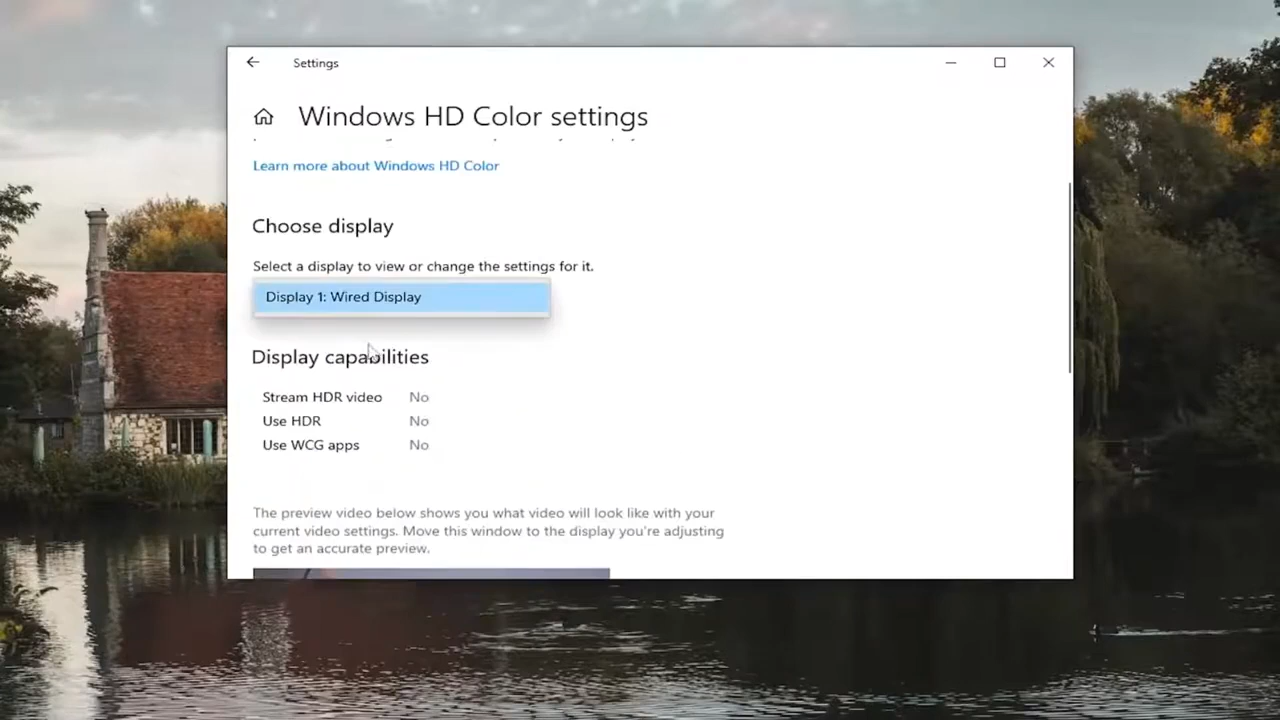 Settings
Windows HD Color settings
Learn more about Windows HD Color
Choose display
Select a display to view or change the settings for it.
Display 1: Wired Display
Display capabilities
Stream HDR video No
Use HDR No
Use WCG apps No
The preview video below shows you what video will look like with your
current video settings. Move this window to the display you're adjusting
to get an accurate preview.